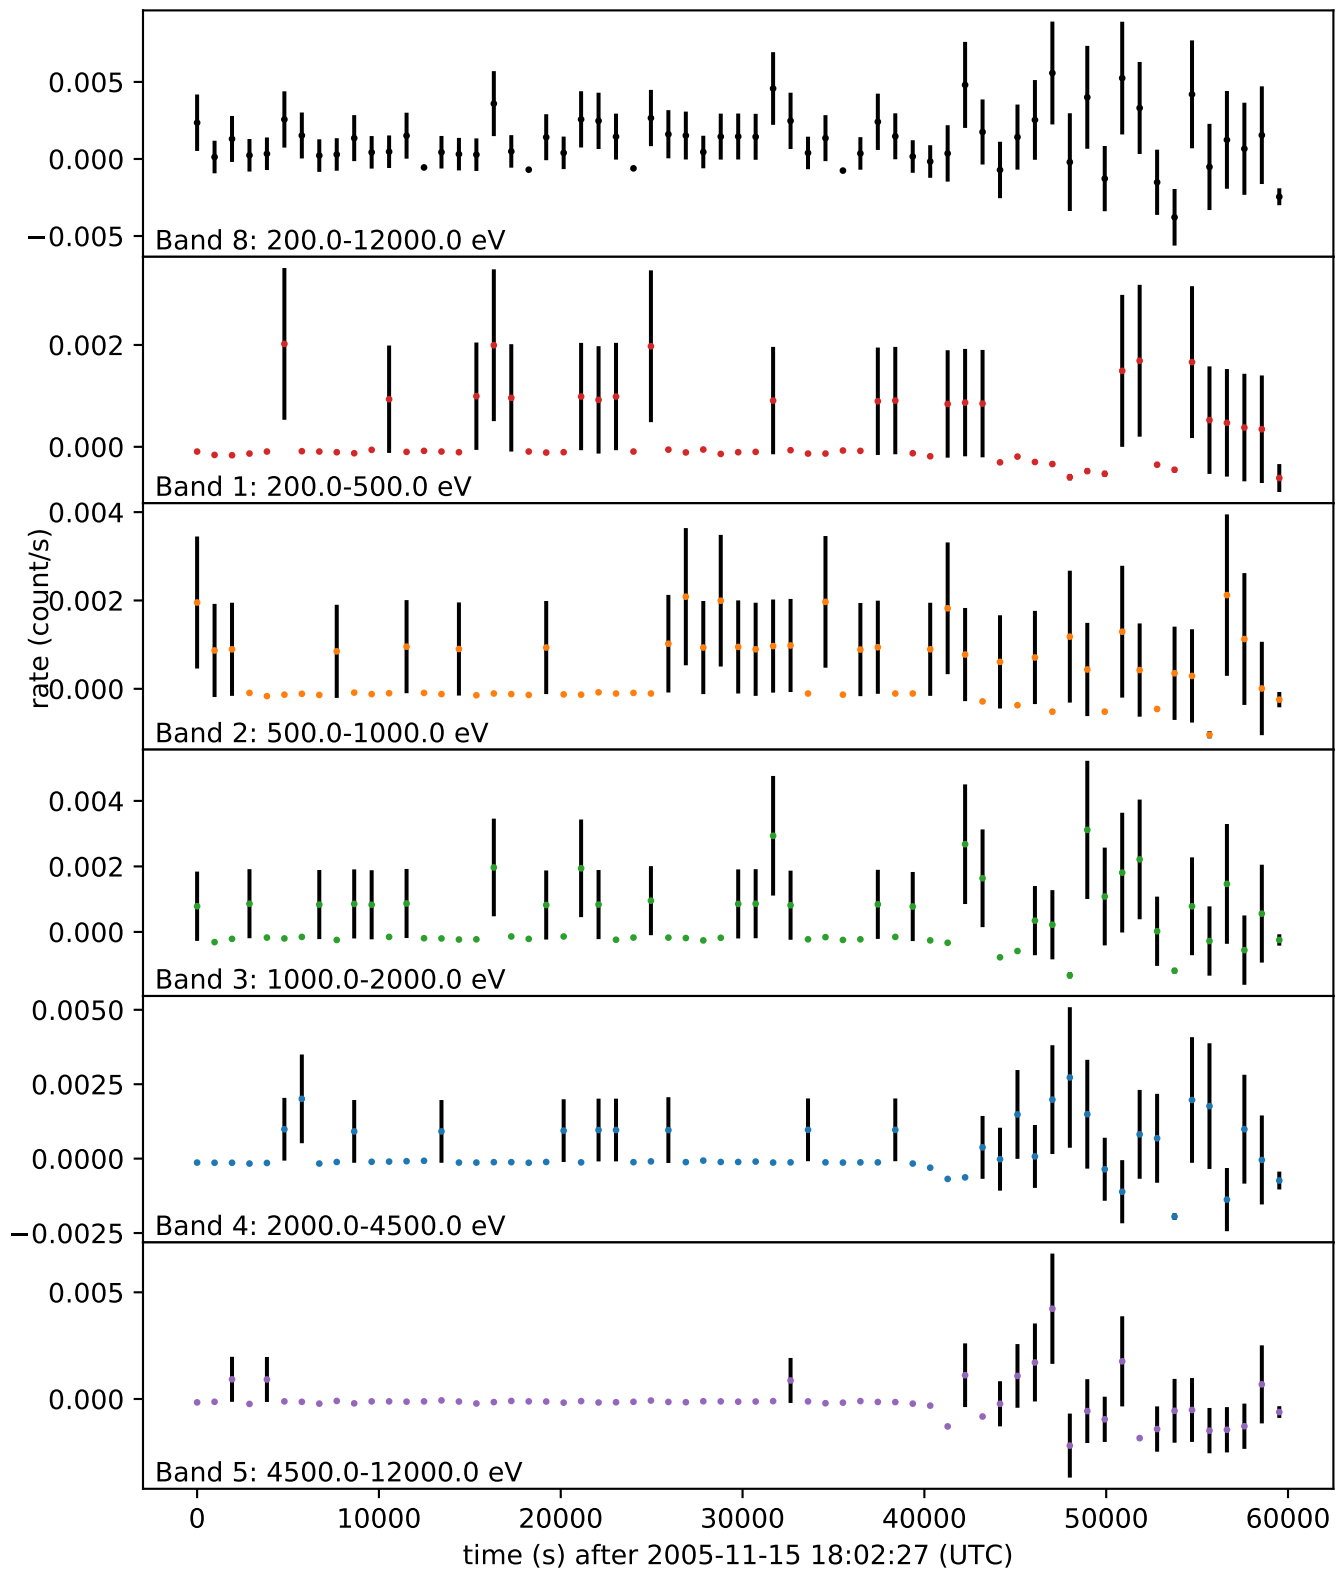 0.005
0.000
−0.005
Band 8: 200.0-12000.0 eV
0.002
0.000
Band 1: 200.0-500.0 eV
rate (count/s)
0.004
0.002
0.000
Band 2: 500.0-1000.0 eV
0.004
0.002
0.000
Band 3: 1000.0-2000.0 eV
0.0050
0.0025
0.0000
−0.0025
Band 4: 2000.0-4500.0 eV
0.005
0.000
Band 5: 4500.0-12000.0 eV
0 10000 20000 30000 40000 50000 60000
time (s) after 2005-11-15 18:02:27 (UTC)